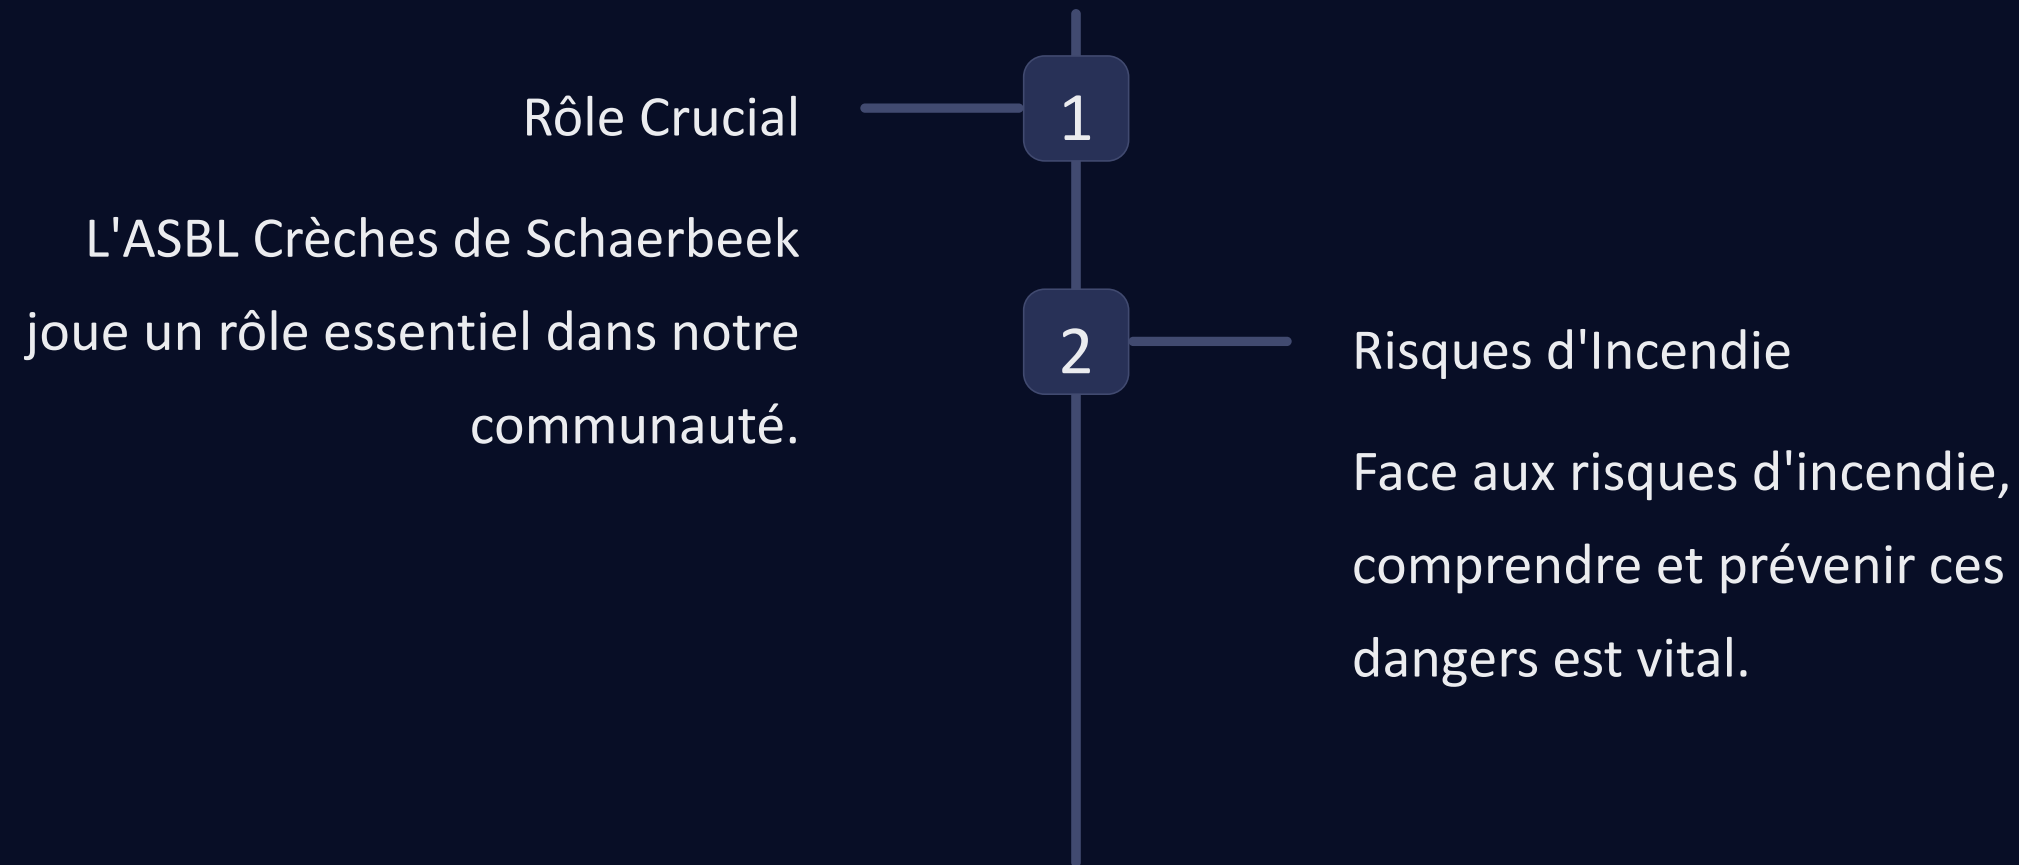 1
Rôle Crucial
L'ASBL Crèches de Schaerbeek
joue un rôle essentiel dans notre
communauté.
2
Risques d'Incendie
Face aux risques d'incendie,
comprendre et prévenir ces
dangers est vital.